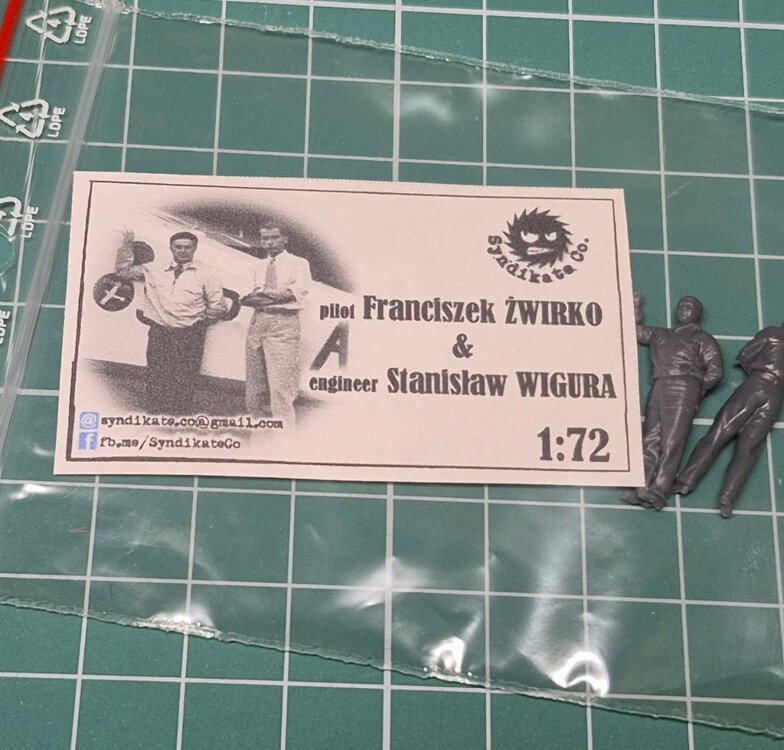 LDPE
LDPE
LDPE
LDPE
Syndikate Co.
pilot Franciszek ŻWIRKO
&
engineer Stanisław WIGURA
A
@syndikate.co@gmail.com
f fb.me/SyndikateCo
1:72